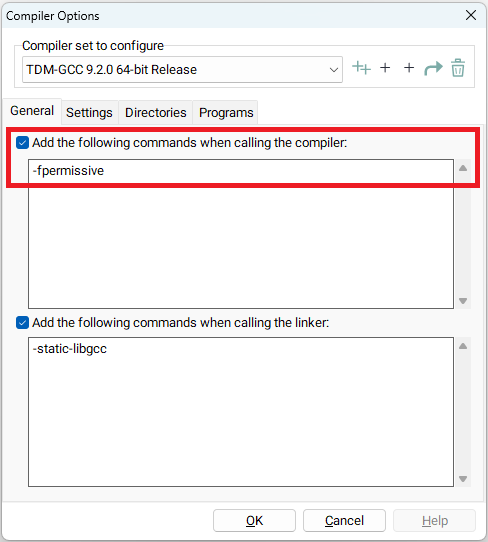 Compiler Options
Compiler set to configure
TDM-GCC 9.2.0 64-bit Release
General Settings Directories Programs
Add the following commands when calling the compiler:
-fpermissive
Add the following commands when calling the linker:
-static-libgcc
OK Cancel Help